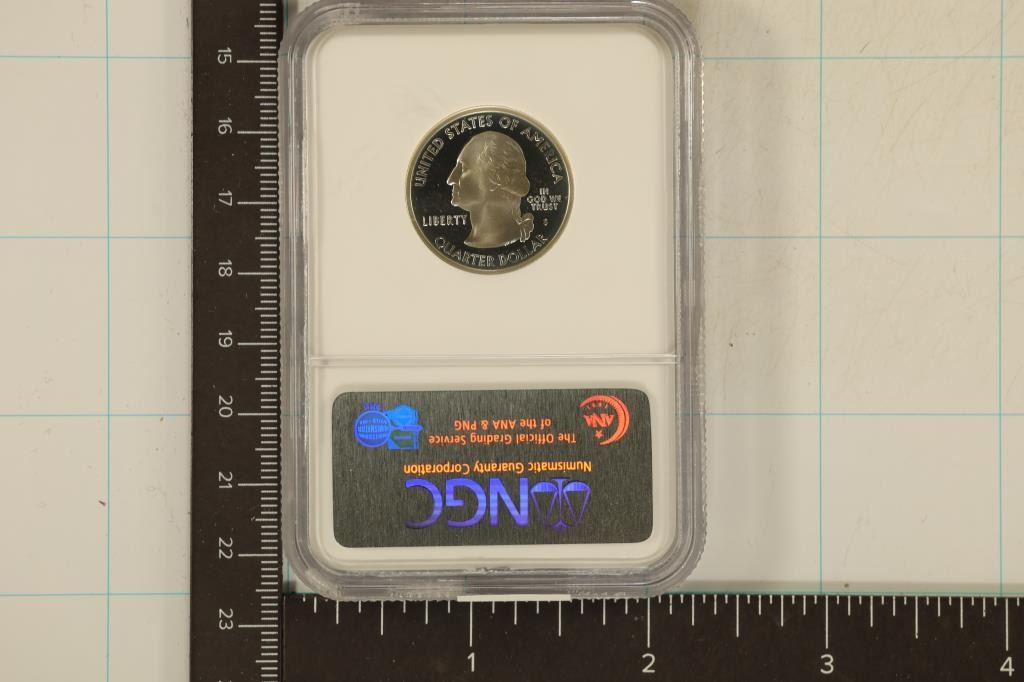 15
16
17
18
19
20
21
22
23
UNITED STATES OF AMERICA
LIBERTY
IN
GOD WE
TRUST
S
QUARTER DOLLAR
NGC
Numismatic Guaranty Corporation
The Official Grading Service
of the ANA & PNG
ANA
1 2 3 4